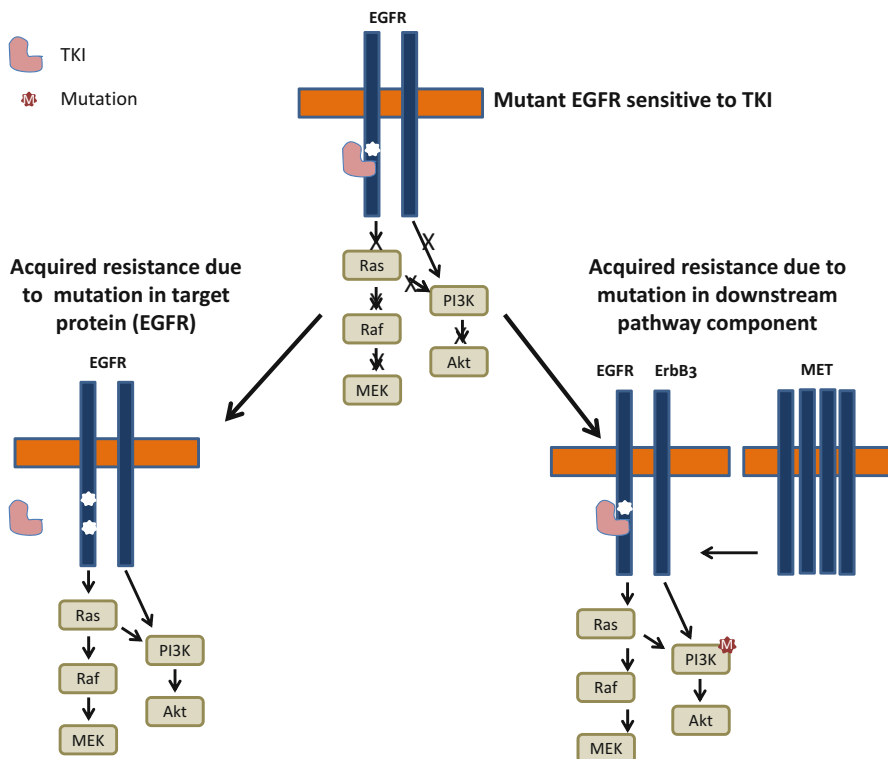 EGFR
TKI
M
Mutation
Mutant EGFR sensitive to TKI
X
X
Ras
X
PI3K
X
X
Raf
Akt
X
MEK
Acquired resistance due
to mutation in target
protein (EGFR)
EGFR
Ras
PI3K
Raf
Akt
MEK
Acquired resistance due to
mutation in downstream
pathway component
EGFR
ErbB3
MET
Ras
M
PI3K
Raf
Akt
MEK